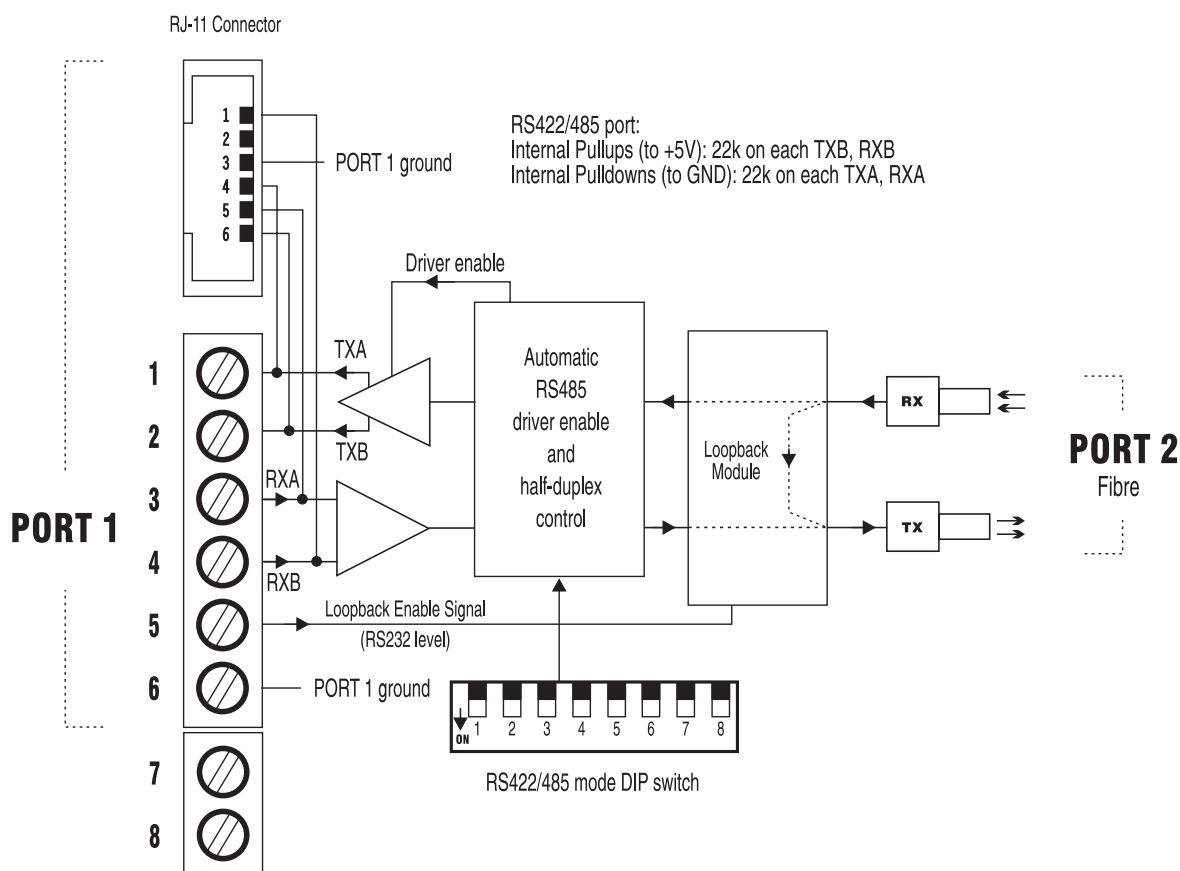 RJ-11 Connector
1
2
3
4
5
6
PORT 1 ground
RS422/485 port:
Internal Pullups (to +5V): 22k on each TXB, RXB
Internal Pulldowns (to GND): 22k on each TXA, RXA
Driver enable
PORT 1
1
2
3
4
5
6
7
8
TXA
TXB
RXA
RXB
Automatic
RS485
driver enable
and
half-duplex
control
Loopback
Module
RX
TX
PORT 2
Fibre
Loopback Enable Signal
(RS232 level)
PORT 1 ground
ON
1 2 3 4 5 6 7 8
RS422/485 mode DIP switch